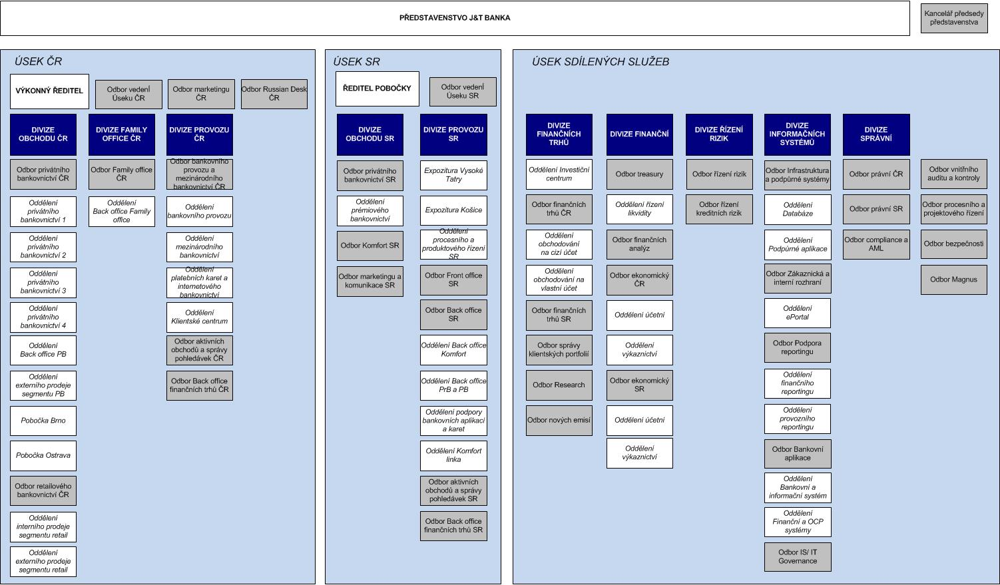 PŘEDSTAVENSTVO J&T BANKA
Kancelář předsedy
představenstva
ÚSEK ČR
VÝKONNÝ ŘEDITEL
Odbor vedení
Úseku ČR
Odbor marketingu
ČR
Odbor Russian Desk
ČR
DIVIZE
OBCHODU ČR
Odbor privátního
bankovnictví ČR
Oddělení
privátního
bankovnictví 1
Oddělení
privátního
bankovnictví 2
Oddělení
privátního
bankovnictví 3
Oddělení
privátního
bankovnictví 4
Oddělení
Back office PB
Oddělení
externího prodeje
segmentu PB
Pobočka Brno
Pobočka Ostrava
Odbor retailového
bankovnictví ČR
Oddělení
interního prodeje
segmentu retail
Oddělení
externího prodeje
segmentu retail
DIVIZE FAMILY
OFFICE ČR
Odbor Family office
ČR
Oddělení
Back office Family
office
DIVIZE PROVOZU
ČR
Odbor bankovního
provozu a
mezinárodního
bankovnictví ČR
Oddělení
bankovního provozu
Oddělení
mezinárodního
bankovnictví
Oddělení
platebních karet a
internetového
bankovnictví
Oddělení
Klientské centrum
Odbor aktivních
obchodů a správy
pohledávek ČR
Odbor Back office
finančních trhů ČR
ÚSEK SR
ŘEDITEL POBOČKY
Odbor vedení
Úseku SR
DIVIZE
OBCHODU SR
Odbor privátního
bankovnictví SR
Oddělení
prémiového
bankovnictví
Odbor Komfort SR
Odbor marketingu a
komunikace SR
DIVIZE PROVOZU
SR
Expozitura Vysoké
Tatry
Expozitura Košice
Oddělení
procesního a
produktového řízení
SR
Odbor Front office
SR
Odbor Back office
SR
Oddělení Back office
Komfort
Oddělení Back office
PrB a PB
Oddělení podpory
bankovních aplikací
a karet
Oddělení Komfort
linka
Odbor aktivních
obchodů a správy
pohledávek SR
Odbor Back office
finančních trhů SR
ÚSEK SDÍLENÝCH SLUŽEB
DIVIZE
FINANČNÍCH
TRHŮ
Oddělení Investiční
centrum
Odbor finančních
trhů ČR
Oddělení
obchodování
na cizí účet
Oddělení
obchodování na
vlastní účet
Odbor finančních
trhů SR
Odbor správy
klientských portfolií
Odbor Research
Odbor nových emisí
DIVIZE FINANČNÍ
Odbor treasury
Oddělení řízení
likvidity
Odbor finančních
analýz
Odbor ekonomický
ČR
Oddělení účetní
Oddělení
výkaznictví
Odbor ekonomický
SR
Oddělení účetní
Oddělení
výkaznictví
DIVIZE ŘÍZENÍ
RIZIK
Odbor řízení rizik
Odbor řízení
kreditních rizik
DIVIZE
INFORMAČNÍCH
SYSTÉMŮ
Odbor Infrastruktura
a podpůrné systémy
Oddělení
Databáze
Oddělení
Podpůrné aplikace
Odbor Zákaznická a
interní rozhraní
Oddělení
ePortal
Odbor Podpora
reportingu
Oddělení
finančního
reportingu
Oddělení
provozního
reportingu
Odbor Bankovní
aplikace
Oddělení
Bankovní a
informační systém
Oddělení
Finanční a OCP
systémy
Odbor IS/ IT
Governance
DIVIZE
SPRÁVNÍ
Odbor právní ČR
Odbor právní SR
Odbor compliance a
AML
Odbor vnitřního
auditu a kontroly
Odbor procesního a
projektového řízení
Odbor bezpečnosti
Odbor Magnus